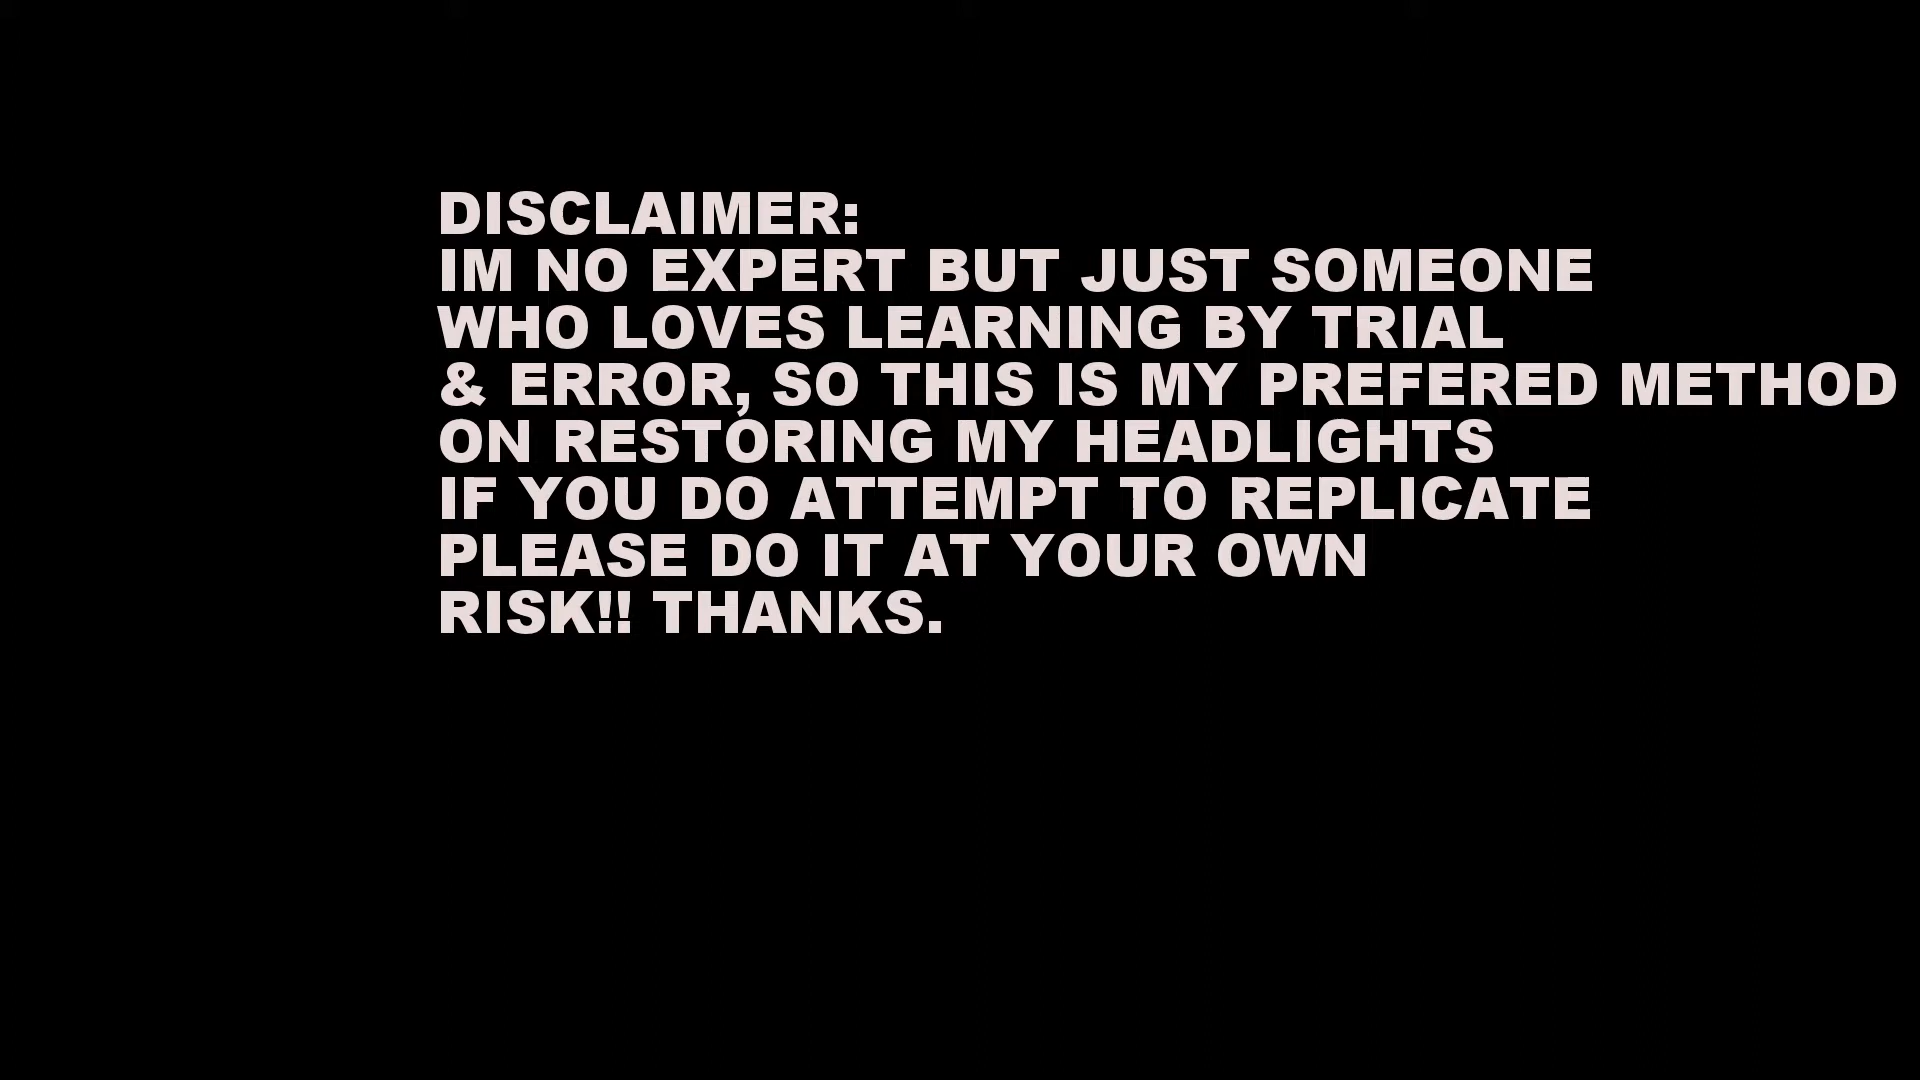 DISCLAIMER:
IM NO EXPERT BUT JUST SOMEONE
WHO LOVES LEARNING BY TRIAL
& ERROR, SO THIS IS MY PREFERED METHOD
ON RESTORING MY HEADLIGHTS
IF YOU DO ATTEMPT TO REPLICATE
PLEASE DO IT AT YOUR OWN
RISK!! THANKS.